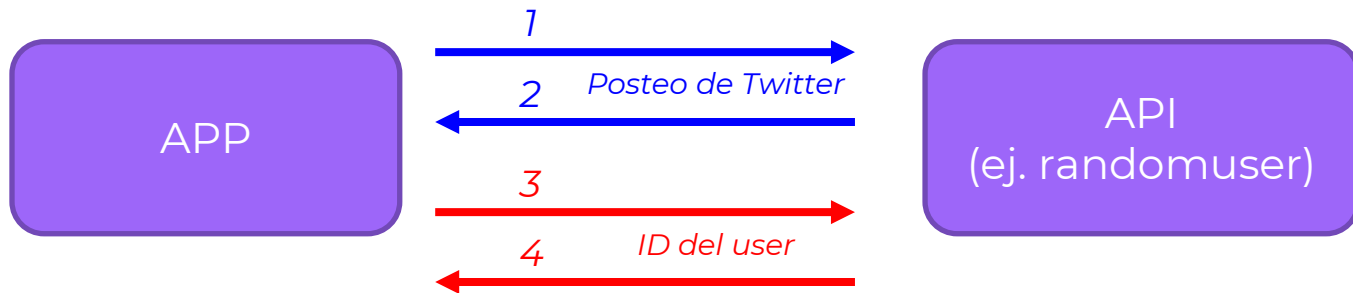 APP
1
Posteo de Twitter
2
3
ID del user
4
API
(ej. randomuser)